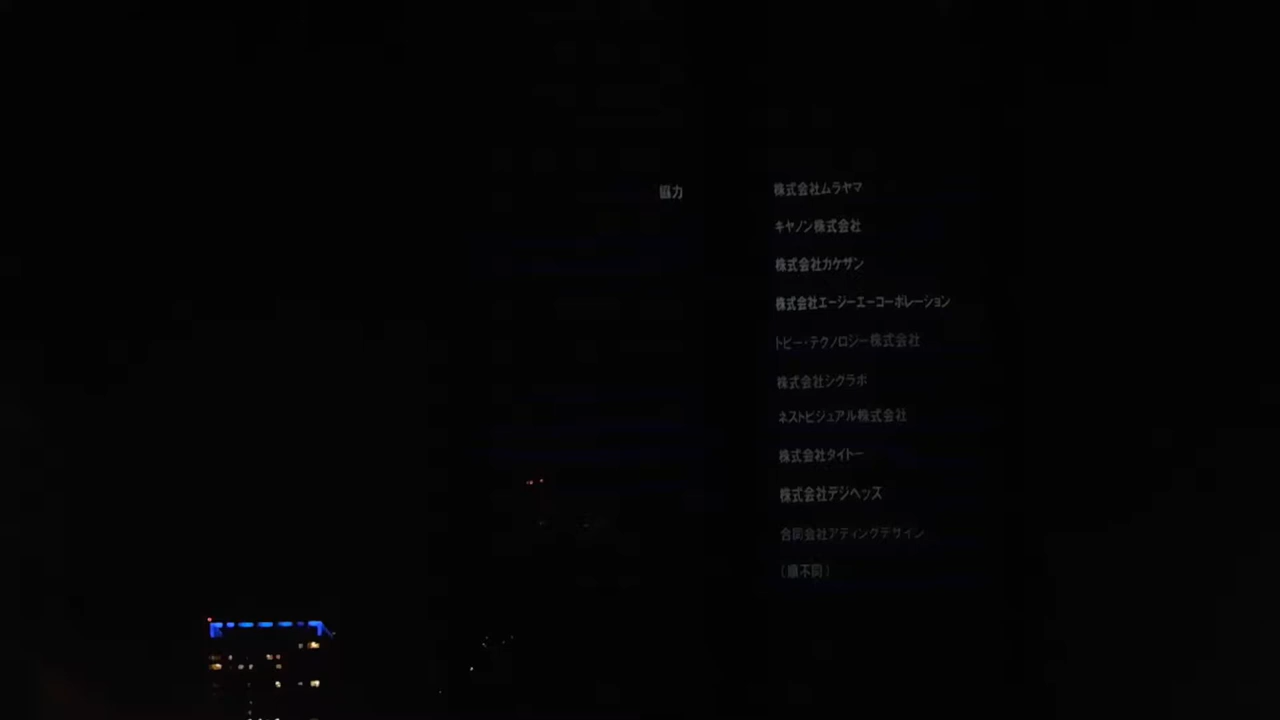 協力
株式会社ムラヤマ
キヤノン株式会社
株式会社カケザン
株式会社エージーエーコーポレーション
トビー・テクノロジー株式会社
株式会社シグラボ
ネストビジュアル株式会社
株式会社タイトー
株式会社デジヘッズ
合同会社アティングデザイン
(順不同)